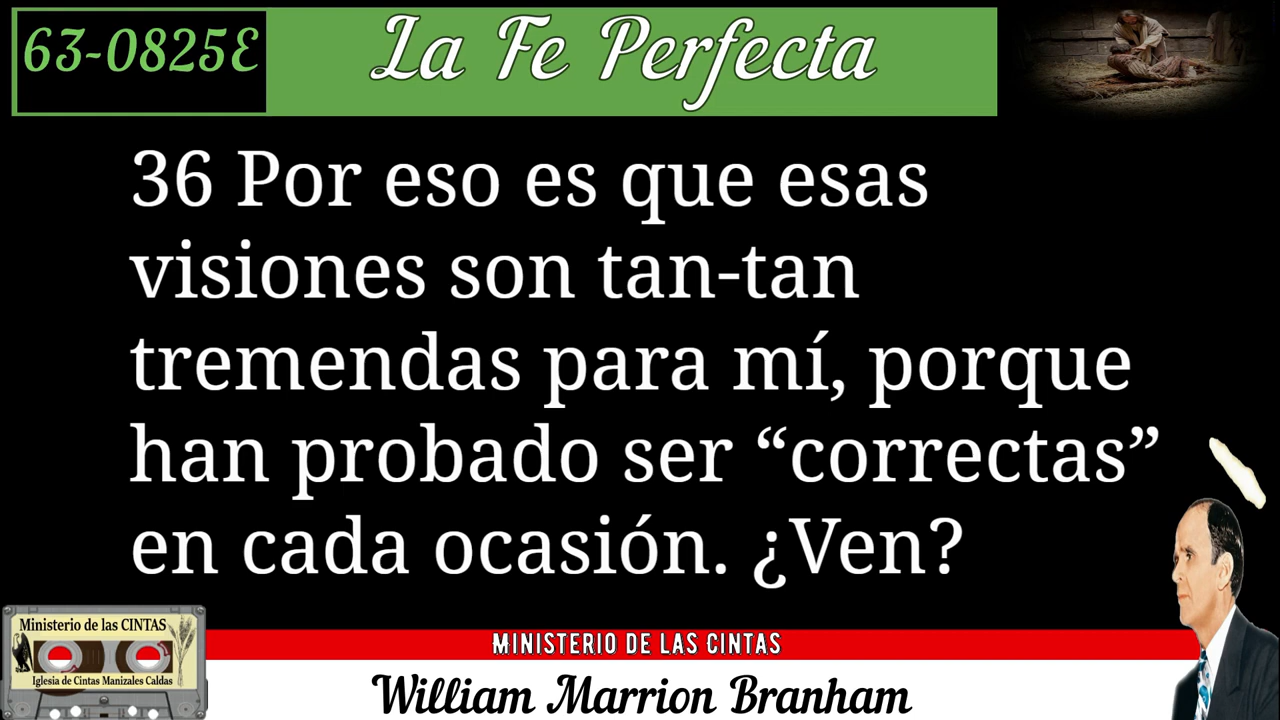 63-0825E
La Fe Perfecta
36 Por eso es que esas
visiones son tan-tan
tremendas para mí, porque
han probado ser “correctas”
en cada ocasión. ¿Ven?
Ministerio de las CINTAS
Iglesia de Cintas Manizales Caldas
MINISTERIO DE LAS CINTAS
William Marrion Branham